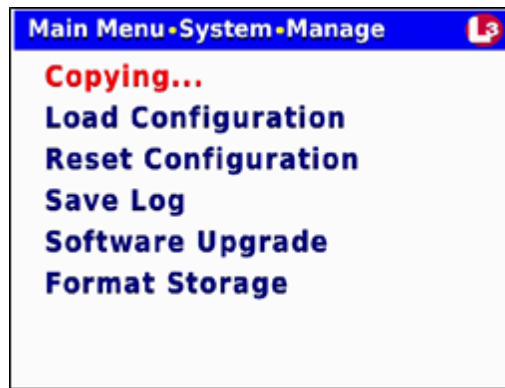 Main Menu•System•Manage L3
Copying...
Load Configuration
Reset Configuration
Save Log
Software Upgrade
Format Storage